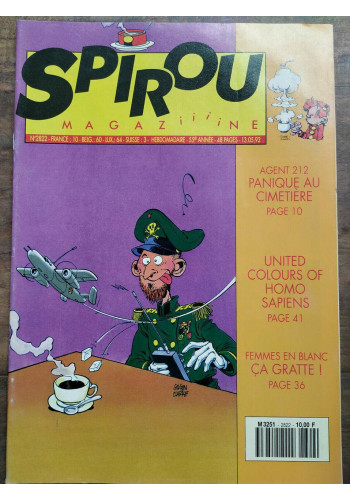 SPIROU
MAGAZiiiiiNE
N°2822 - FRANCE : 10 - BELG : 60 - LUX : 64 - SUISSE : 3 - HEBDOMADAIRE - 55e ANNÉE - 48 PAGES - 13.05.92
AGENT 212
PANIQUE AU
CIMETIÈRE
PAGE 10
UNITED
COLOURS OF
HOMO
SAPIENS
PAGE 41
FEMMES EN BLANC
ÇA GRATTE !
PAGE 36
M 3251 - 2822 - 10,00 F